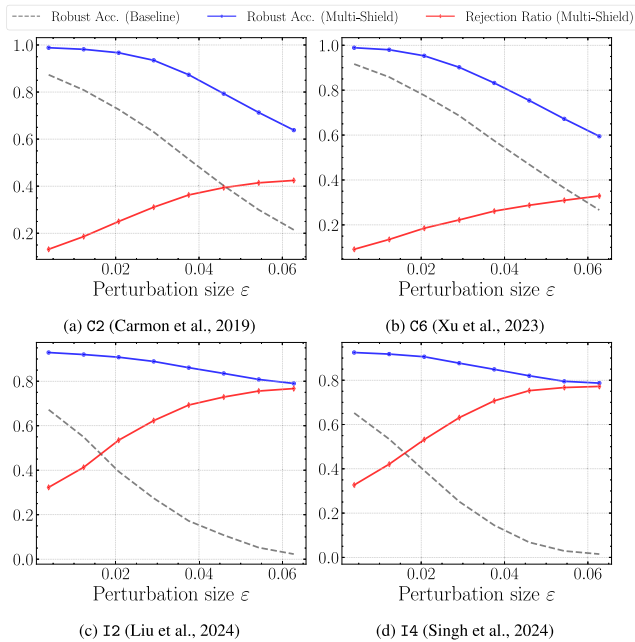 Robust Acc. (Baseline) Robust Acc. (Multi-Shield) Rejection Ratio (Multi-Shield)
1.0
0.8
0.6
0.4
0.2
0.02 0.04 0.06
Perturbation size ε
(a) C2 (Carmon et al., 2019)
1.0
0.8
0.6
0.4
0.2
0.02 0.04 0.06
Perturbation size ε
(b) C6 (Xu et al., 2023)
0.8
0.6
0.4
0.2
0.0
0.02 0.04 0.06
Perturbation size ε
(c) I2 (Liu et al., 2024)
0.8
0.6
0.4
0.2
0.0
0.02 0.04 0.06
Perturbation size ε
(d) I4 (Singh et al., 2024)